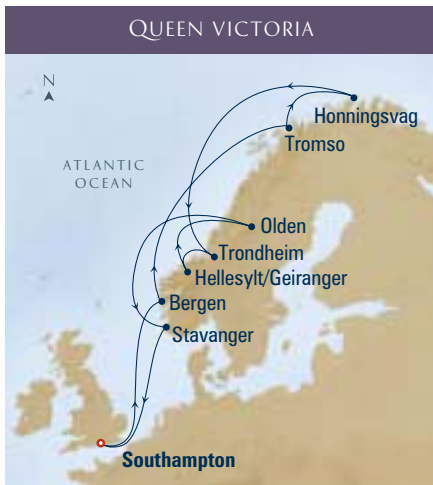 QUEEN VICTORIA
N
Honningsvag
Tromso
ATLANTIC
OCEAN
Olden
Trondheim
Hellesylt/Geiranger
Bergen
Stavanger
Southampton